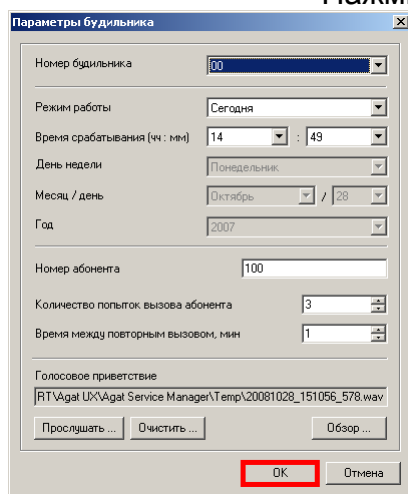 Параметры будильника
Номер будильника 00
Режим работы Сегодня
Время срабатывания (чч : мм) 14 : 49
День недели Понедельник
Месяц / день Октябрь / 28
Год 2007
Номер абонента 100
Количество попыток вызова абонента 3
Время между повторным вызовом, мин 1
Голосовое приветствие
RT\Agat UX\Agat Service Manager\Temp\20081028_151056_578.wav
Прослушать ... Очистить ... Обзор ...
OK Отмена